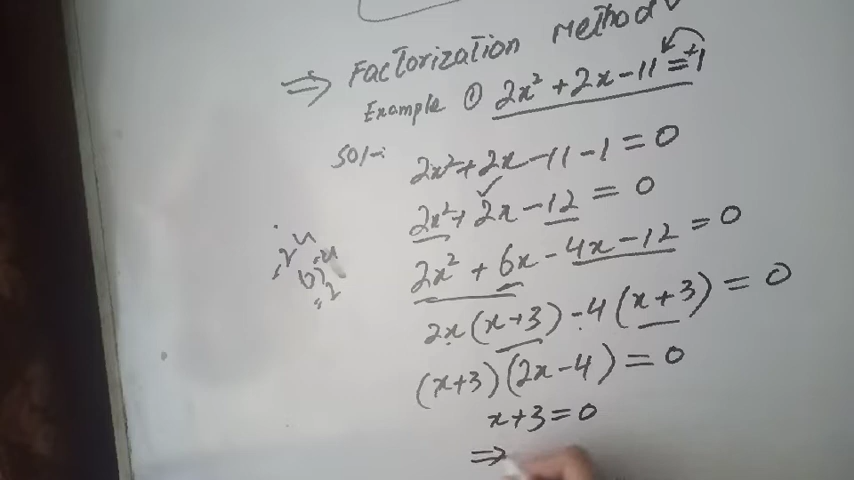 ⇒ Factorization Method
Example ① 2x² + 2x - 11 = +1
Sol-:
2x² + 2x - 11 - 1 = 0
2x² + 2x - 12 = 0
2x² + 6x - 4x - 12 = 0
2x (x+3) - 4 (x+3) = 0
(x+3) (2x-4) = 0
x+3 = 0
⇒